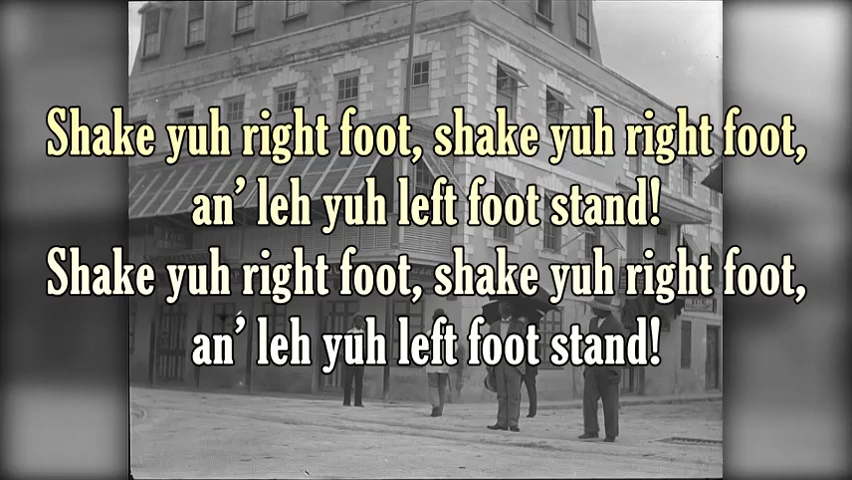 Shake yuh right foot, shake yuh right foot,
an’ leh yuh left foot stand!
Shake yuh right foot, shake yuh right foot,
an’ leh yuh left foot stand!